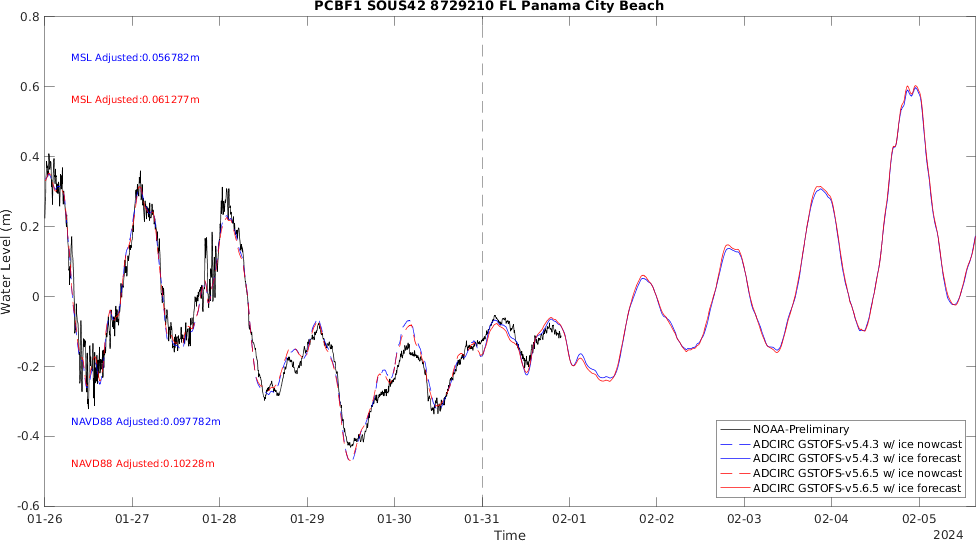 PCBF1 SOUS42 8729210 FL Panama City Beach
0.8
0.6
0.4
0.2
0
-0.2
-0.4
-0.6
Water Level (m)
MSL Adjusted:0.056782m
MSL Adjusted:0.061277m
NAVD88 Adjusted:0.097782m
NAVD88 Adjusted:0.10228m
NOAA-Preliminary
ADCIRC GSTOFS-v5.4.3 w/ ice nowcast
ADCIRC GSTOFS-v5.4.3 w/ ice forecast
ADCIRC GSTOFS-v5.6.5 w/ ice nowcast
ADCIRC GSTOFS-v5.6.5 w/ ice forecast
01-26 01-27 01-28 01-29 01-30 01-31 02-01 02-02 02-03 02-04 02-05
Time
2024